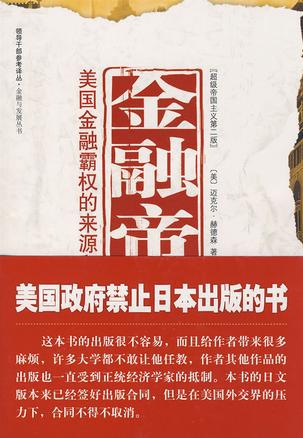 领导干部参考译丛·金融与发展丛书
美国金融霸权的来源
金融帝
『超级帝国主义第二版』
〔美〕迈克尔·赫德森 著
美国政府禁止日本出版的书
这本书的出版很不容易，而且给作者带来很多
麻烦，许多大学都不敢让他任教，作者其他作品的
出版也一直受到正统经济学家的抵制。本书的日文
版本来已经签好出版合同，但是在美国外交界的压
力下，合同不得不取消。